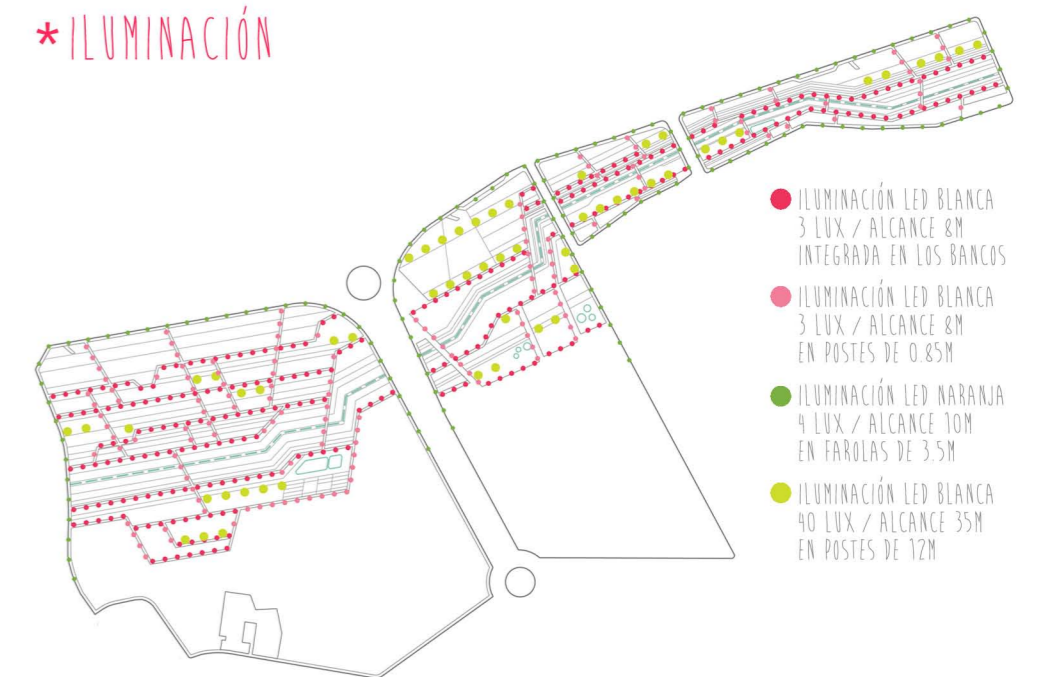 *ILUMINACIÓN
ILUMINACIÓN LED BLANCA
3 LUX / ALCANCE 8M
INTEGRADA EN LOS BANCOS
ILUMINACIÓN LED BLANCA
3 LUX / ALCANCE 8M
EN POSTES DE 0.85M
ILUMINACIÓN LED NARANJA
4 LUX / ALCANCE 10M
EN FAROLAS DE 3.5M
ILUMINACIÓN LED BLANCA
40 LUX / ALCANCE 35M
EN POSTES DE 12M